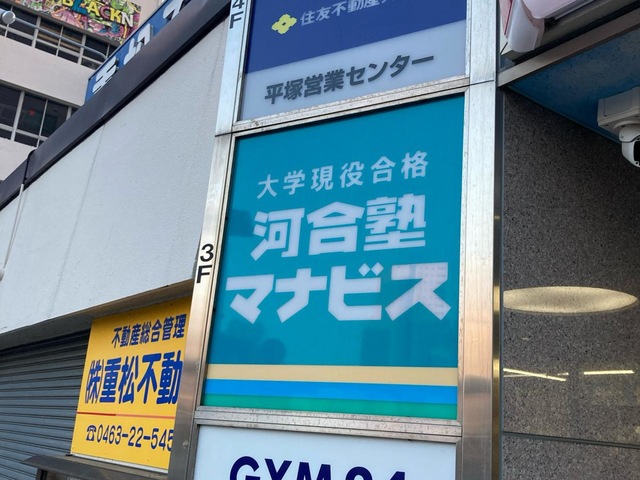 4F
住友不動産
平塚営業センター
大学現役合格
河合塾
マナビス
3F
不動産総合管理
㈱重松不動
☎0463-22-545
GYM24